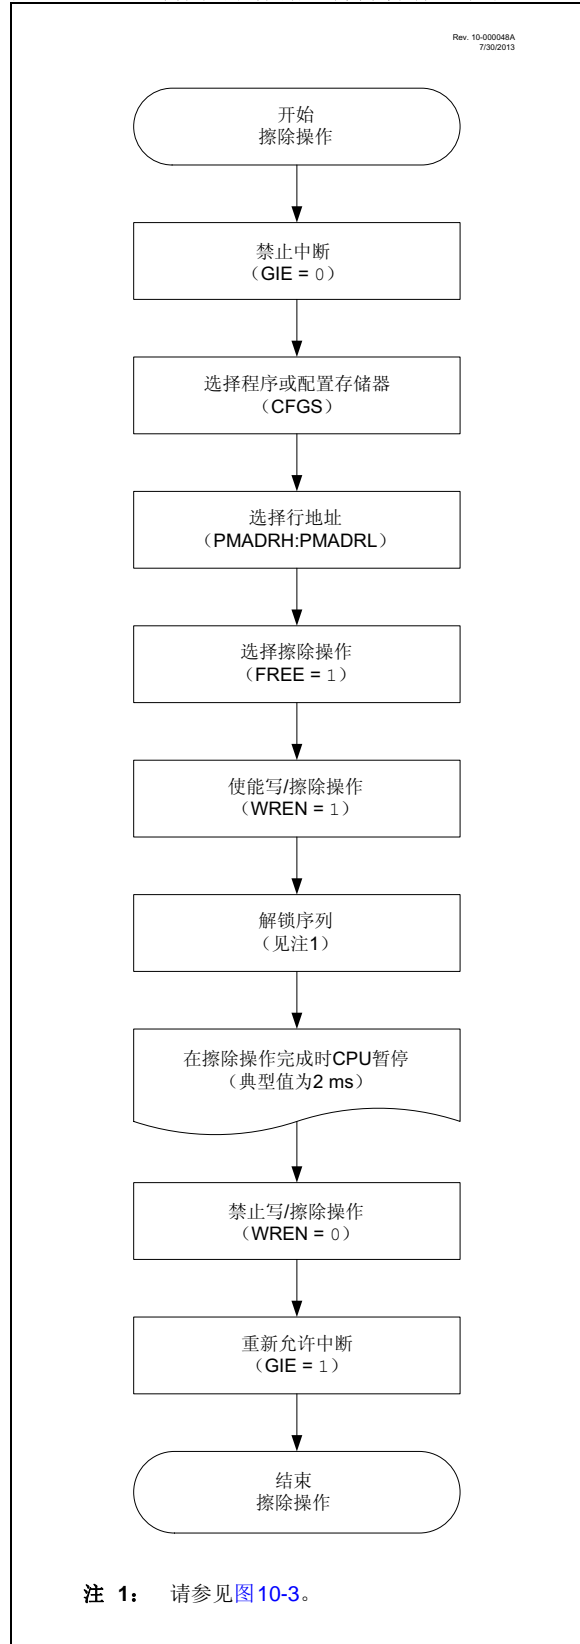 Rev. 10-000048A
7/30/2013
开始
擦除操作
禁止中断
（GIE = 0）
选择程序或配置存储器
（CFGS）
选择行地址
（PMADRH:PMADRL）
选择擦除操作
（FREE = 1）
使能写/擦除操作
（WREN = 1）
解锁序列
（见注1）
在擦除操作完成时CPU暂停
（典型值为2 ms）
禁止写/擦除操作
（WREN = 0）
重新允许中断
（GIE = 1）
结束
擦除操作
注 1： 请参见图10-3。